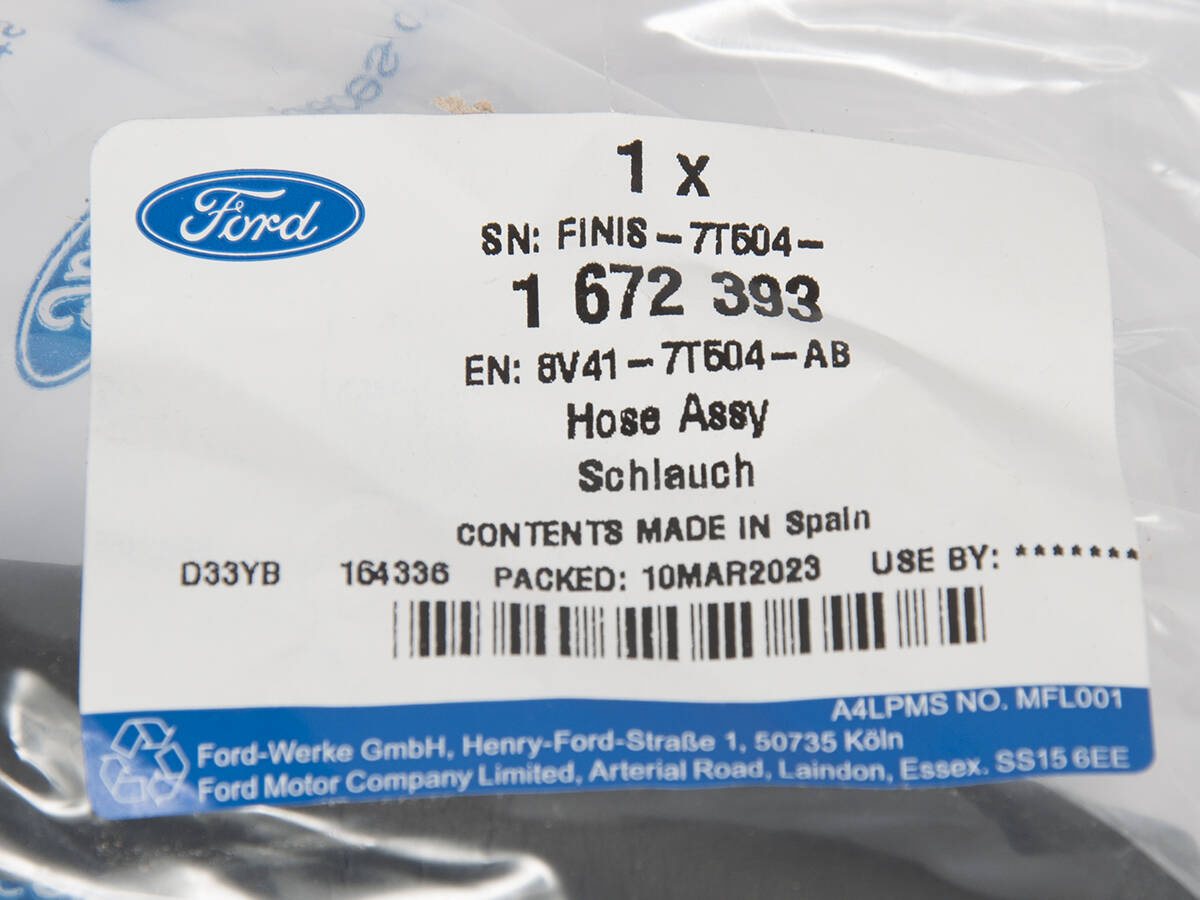 Ford
1 x
SN: FINIS-7T504-
1 672 393
EN: 8V41-7T504-AB
Hose Assy
Schlauch
CONTENTS MADE IN Spain
D33YB 164336 PACKED: 10MAR2023 USE BY: *******
A4LPMS NO. MFL001
Ford-Werke GmbH, Henry-Ford-Straße 1, 50735 Köln
Ford Motor Company Limited, Arterial Road, Laindon, Essex. SS15 6EE